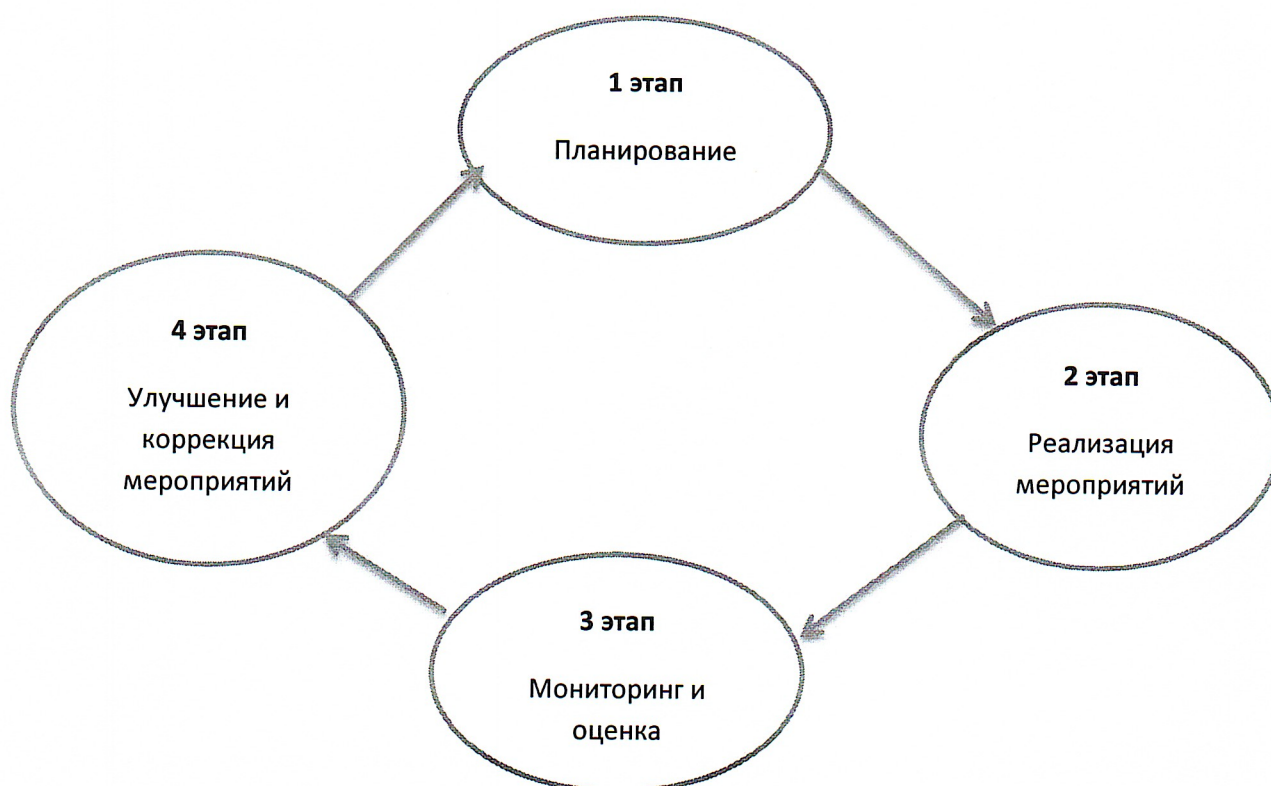 1 этап
Планирование
2 этап
Реализация
мероприятий
3 этап
Мониторинг и
оценка
4 этап
Улучшение и
коррекция
мероприятий